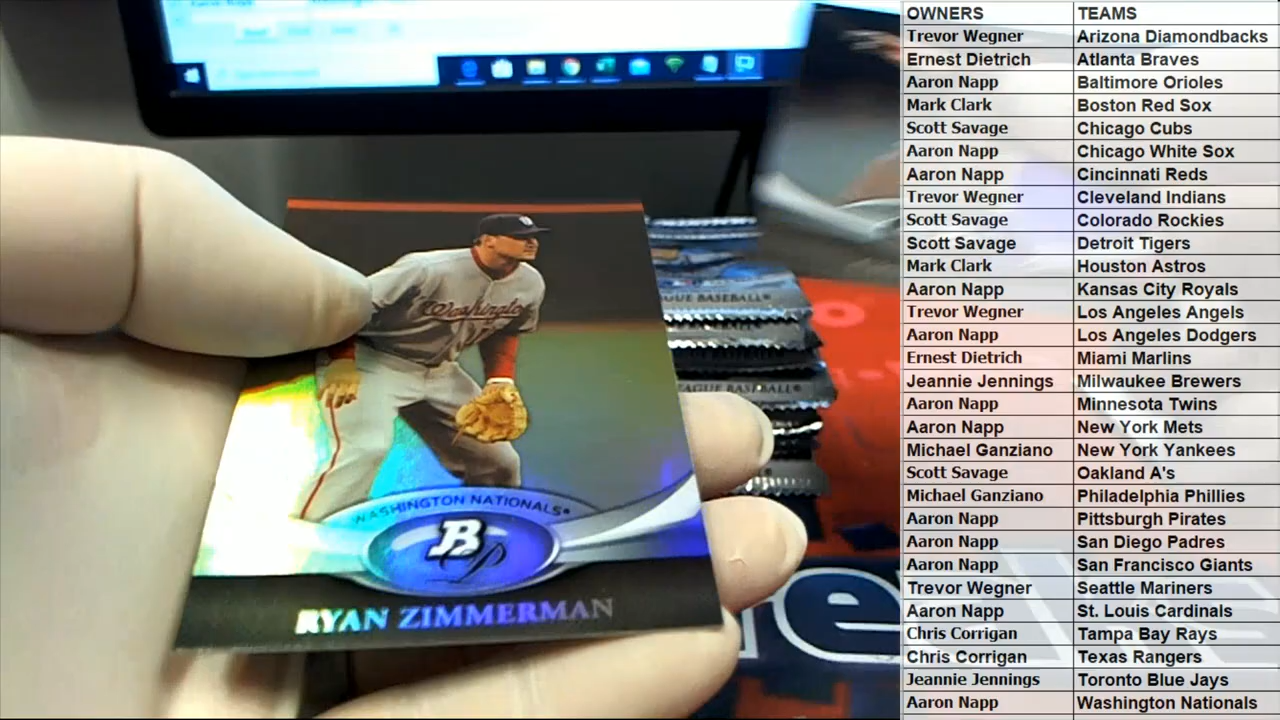 OWNERS TEAMS
Trevor Wegner Arizona Diamondbacks
Ernest Dietrich Atlanta Braves
Aaron Napp Baltimore Orioles
Mark Clark Boston Red Sox
Scott Savage Chicago Cubs
Aaron Napp Chicago White Sox
Aaron Napp Cincinnati Reds
Trevor Wegner Cleveland Indians
Scott Savage Colorado Rockies
Scott Savage Detroit Tigers
Mark Clark Houston Astros
Aaron Napp Kansas City Royals
Trevor Wegner Los Angeles Angels
Aaron Napp Los Angeles Dodgers
Ernest Dietrich Miami Marlins
Jeannie Jennings Milwaukee Brewers
Aaron Napp Minnesota Twins
Aaron Napp New York Mets
Michael Ganziano New York Yankees
Scott Savage Oakland A's
Michael Ganziano Philadelphia Phillies
Aaron Napp Pittsburgh Pirates
Aaron Napp San Diego Padres
Aaron Napp San Francisco Giants
Trevor Wegner Seattle Mariners
Aaron Napp St. Louis Cardinals
Chris Corrigan Tampa Bay Rays
Chris Corrigan Texas Rangers
Jeannie Jennings Toronto Blue Jays
Aaron Napp Washington Nationals
Washington
WASHINGTON NATIONALS
BP
RYAN ZIMMERMAN
BASEBALL®
BASEBALL®